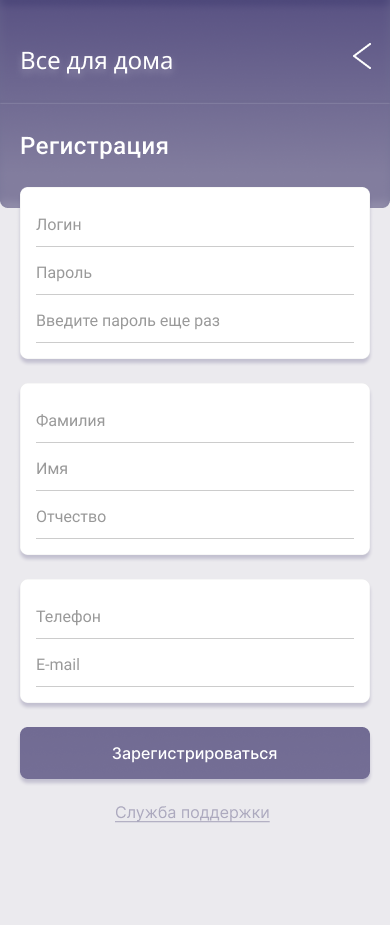 Все для дома
Регистрация
Логин
Пароль
Введите пароль еще раз
Фамилия
Имя
Отчество
Телефон
E-mail
Зарегистрироваться
Служба поддержки